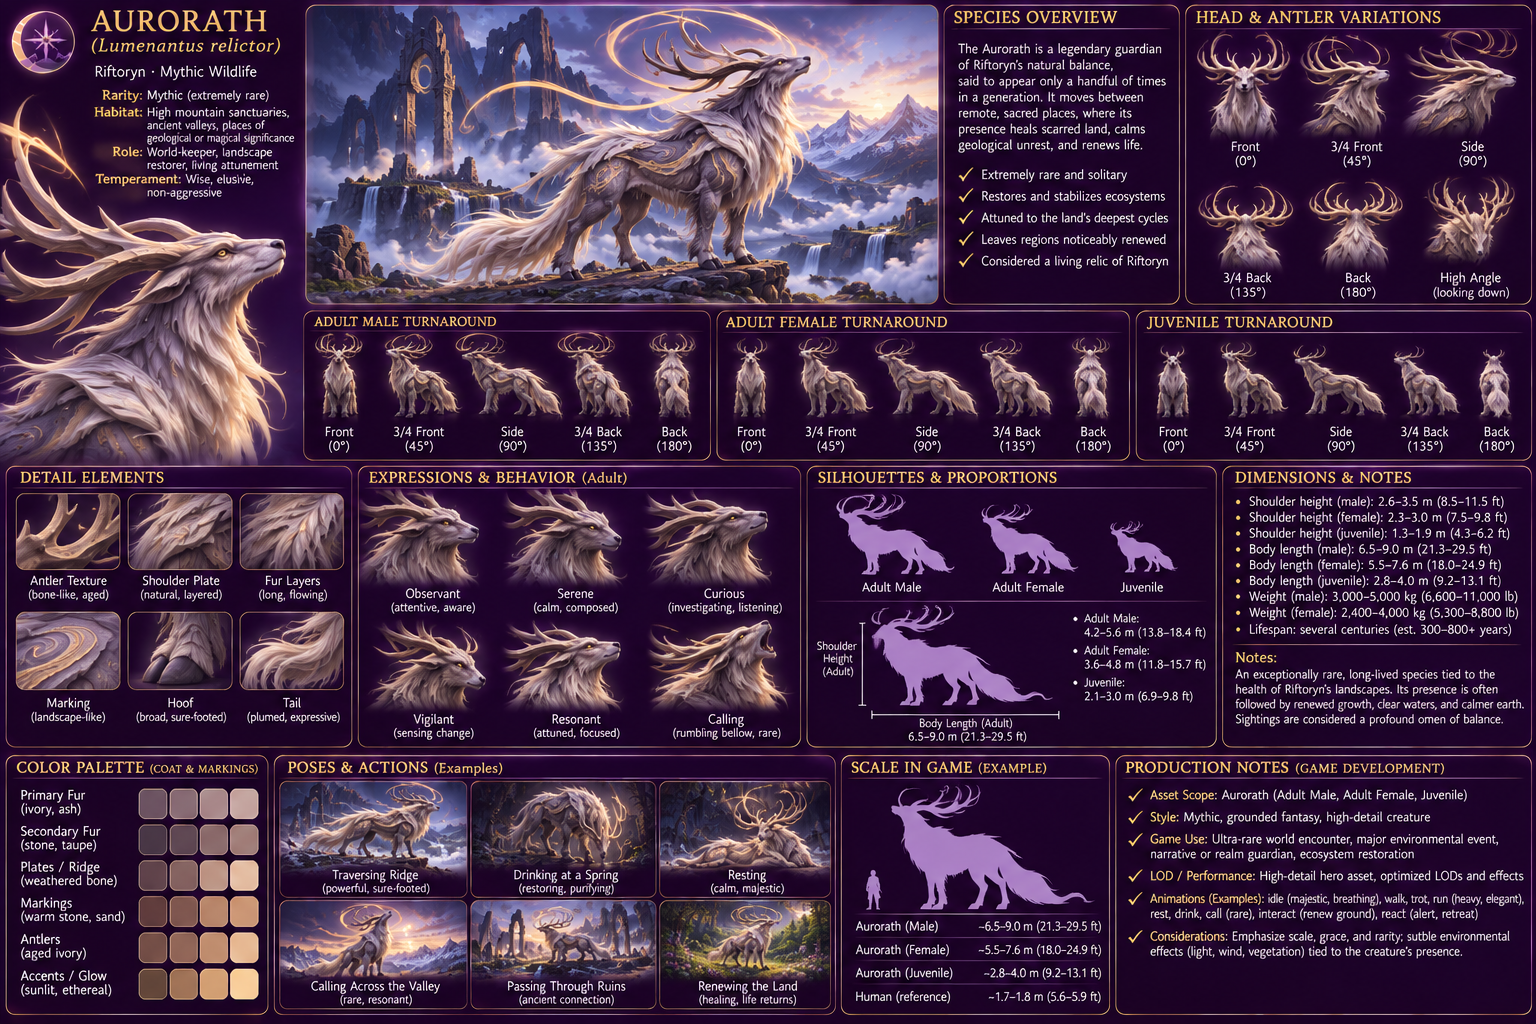 AURORATH
(Lumenantus relictor)
Riftoryn · Mythic Wildlife
Rarity: Mythic (extremely rare)
Habitat: High mountain sanctuaries,
ancient valleys, places of
geological or magical significance
Role: World-keeper, landscape
restorer, living attunement
Temperament: Wise, elusive,
non-aggressive
SPECIES OVERVIEW
The Aurorath is a legendary guardian
of Riftoryn's natural balance,
said to appear only a handful of times
in a generation. It moves between
remote, sacred places, where its
presence heals scarred land, calms
geological unrest, and renews life.
✓ Extremely rare and solitary
✓ Restores and stabilizes ecosystems
✓ Attuned to the land's deepest cycles
✓ Leaves regions noticeably renewed
✓ Considered a living relic of Riftoryn
HEAD & ANTLER VARIATIONS
Front
(0°)
3/4 Front
(45°)
Side
(90°)
3/4 Back
(135°)
Back
(180°)
High Angle
(looking down)
ADULT MALE TURNAROUND
Front
(0°)
3/4 Front
(45°)
Side
(90°)
3/4 Back
(135°)
Back
(180°)
ADULT FEMALE TURNAROUND
Front
(0°)
3/4 Front
(45°)
Side
(90°)
3/4 Back
(135°)
Back
(180°)
JUVENILE TURNAROUND
Front
(0°)
3/4 Front
(45°)
Side
(90°)
3/4 Back
(135°)
Back
(180°)
DETAIL ELEMENTS
Antler Texture
(bone-like, aged)
Shoulder Plate
(natural, layered)
Fur Layers
(long, flowing)
Marking
(landscape-like)
Hoof
(broad, sure-footed)
Tail
(plumed, expressive)
EXPRESSIONS & BEHAVIOR (Adult)
Observant
(attentive, aware)
Serene
(calm, composed)
Curious
(investigating, listening)
Vigilant
(sensing change)
Resonant
(attuned, focused)
Calling
(rumbling bellow, rare)
SILHOUETTES & PROPORTIONS
Adult Male
Adult Female
Juvenile
Shoulder
Height
(Adult)
Body Length (Adult)
6.5–9.0 m (21.3–29.5 ft)
• Adult Male:
4.2–5.6 m (13.8–18.4 ft)
• Adult Female:
3.6–4.8 m (11.8–15.7 ft)
• Juvenile:
2.1–3.0 m (6.9–9.8 ft)
DIMENSIONS & NOTES
• Shoulder height (male): 2.6–3.5 m (8.5–11.5 ft)
• Shoulder height (female): 2.3–3.0 m (7.5–9.8 ft)
• Shoulder height (juvenile): 1.3–1.9 m (4.3–6.2 ft)
• Body length (male): 6.5–9.0 m (21.3–29.5 ft)
• Body length (female): 5.5–7.6 m (18.0–24.9 ft)
• Body length (juvenile): 2.8–4.0 m (9.2–13.1 ft)
• Weight (male): 3,000–5,000 kg (6,600–11,000 lb)
• Weight (female): 2,400–4,000 kg (5,300–8,800 lb)
• Lifespan: several centuries (est. 300–800+ years)
Notes:
An exceptionally rare, long-lived species tied to the
health of Riftoryn's landscapes. Its presence is often
followed by renewed growth, clear waters, and calmer earth.
Sightings are considered a profound omen of balance.
COLOR PALETTE (COAT & MARKINGS)
Primary Fur
(ivory, ash)
Secondary Fur
(stone, taupe)
Plates / Ridge
(weathered bone)
Markings
(warm stone, sand)
Antlers
(aged ivory)
Accents / Glow
(sunlit, ethereal)
POSES & ACTIONS (Examples)
Traversing Ridge
(powerful, sure-footed)
Drinking at a Spring
(restoring, purifying)
Resting
(calm, majestic)
Calling Across the Valley
(rare, resonant)
Passing Through Ruins
(ancient connection)
Renewing the Land
(healing, life returns)
SCALE IN GAME (EXAMPLE)
Aurorath (Male) ~6.5–9.0 m (21.3–29.5 ft)
Aurorath (Female) ~5.5–7.6 m (18.0–24.9 ft)
Aurorath (Juvenile) ~2.8–4.0 m (9.2–13.1 ft)
Human (reference) ~1.7–1.8 m (5.6–5.9 ft)
PRODUCTION NOTES (GAME DEVELOPMENT)
✓ Asset Scope: Aurorath (Adult Male, Adult Female, Juvenile)
✓ Style: Mythic, grounded fantasy, high-detail creature
✓ Game Use: Ultra-rare world encounter, major environmental event,
narrative or realm guardian, ecosystem restoration
✓ LOD / Performance: High-detail hero asset, optimized LODs and effects
✓ Animations (Examples): idle (majestic, breathing), walk, trot, run (heavy, elegant),
rest, drink, call (rare), interact (renew ground), react (alert, retreat)
✓ Considerations: Emphasize scale, grace, and rarity; subtle environmental
effects (light, wind, vegetation) tied to the creature's presence.